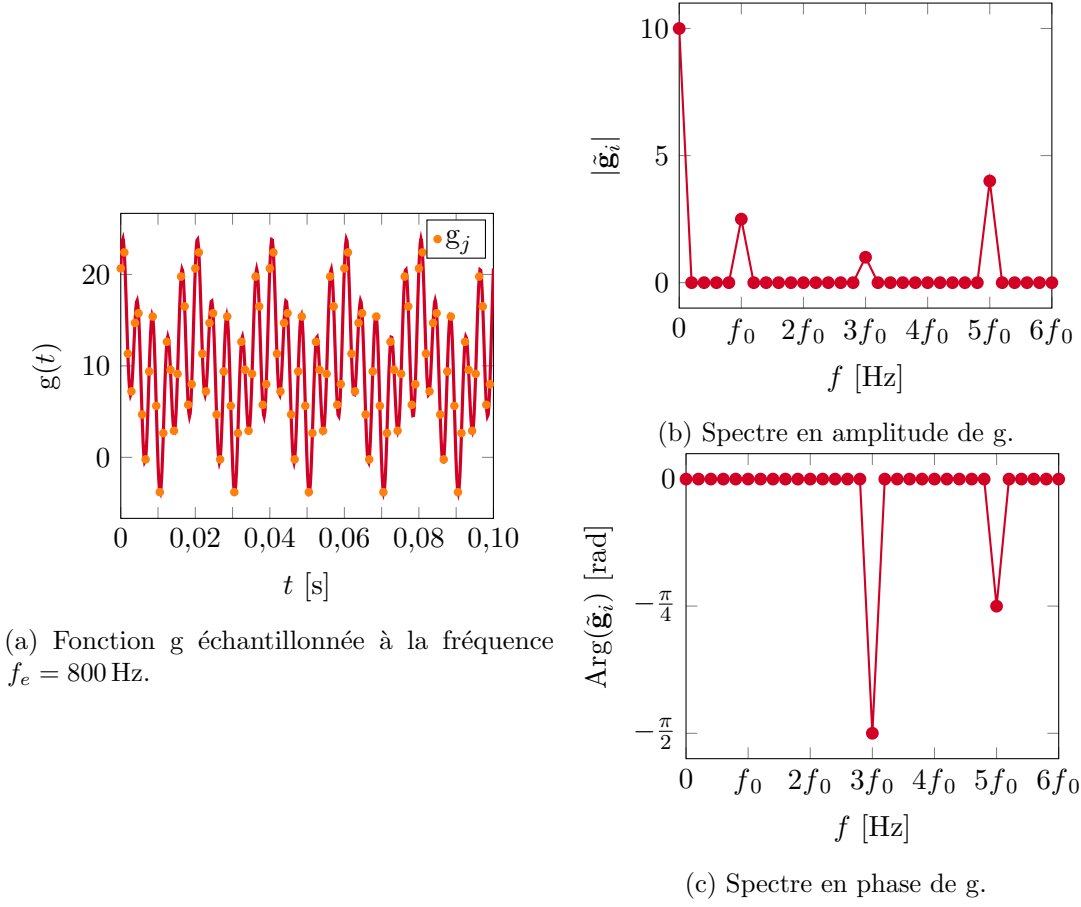 g_j
20
10
0
g(t)
0 0,02 0,04 0,06 0,08 0,10
t [s]
(a) Fonction g échantillonnée à la fréquence
f_e = 800 Hz.
10
5
0
|g̃_i|
0 f_0 2f_0 3f_0 4f_0 5f_0 6f_0
f [Hz]
(b) Spectre en amplitude de g.
0
−π/4
−π/2
Arg(g̃_i) [rad]
0 f_0 2f_0 3f_0 4f_0 5f_0 6f_0
f [Hz]
(c) Spectre en phase de g.